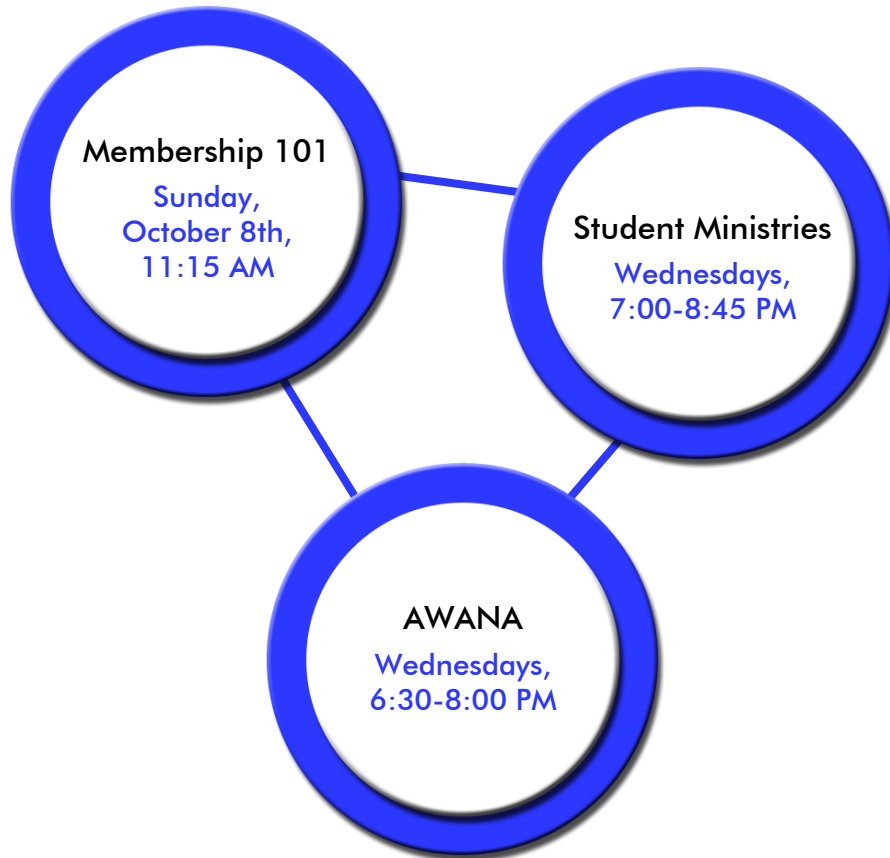 Membership 101
Sunday,
October 8th,
11:15 AM
Student Ministries
Wednesdays,
7:00-8:45 PM
AWANA
Wednesdays,
6:30-8:00 PM